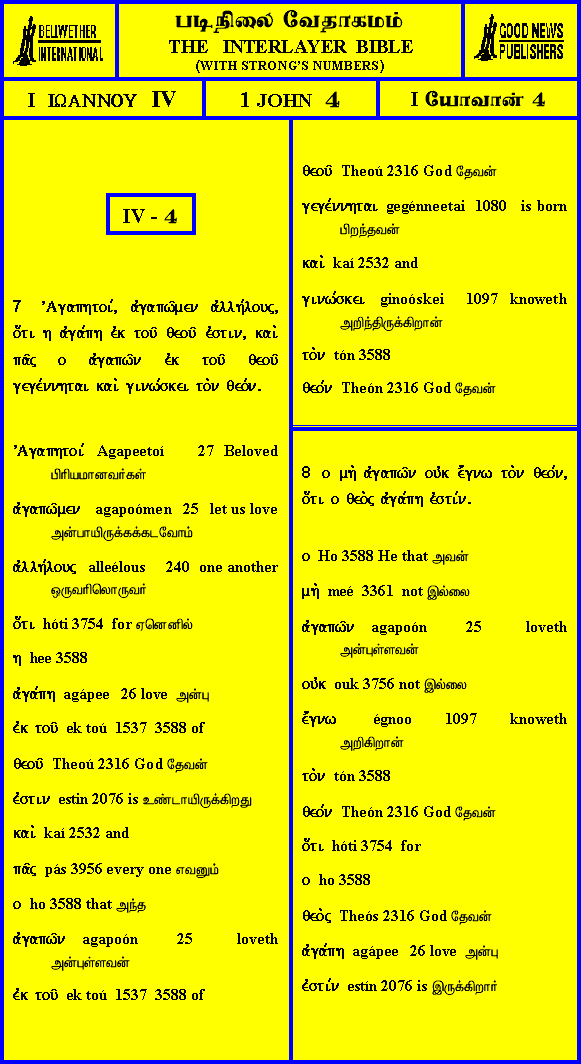 BELLWETHER
INTERNATIONAL
படிநிலை வேதாகமம்
THE INTERLAYER BIBLE
(WITH STRONG'S NUMBERS)
GOOD NEWS
PUBLISHERS
I ΙΩΑΝΝΟΥ IV
1 JOHN 4
I யோவான் 4
IV - 4
7 Ἀγαπητοί, ἀγαπῶμεν ἀλλήλους,
ὅτι η ἀγάπη ἐκ τοῦ θεοῦ ἐστιν, καὶ
πᾶς ο ἀγαπῶν ἐκ τοῦ θεοῦ
γεγέννηται καὶ γινώσκει τὸν θεόν.
Ἀγαπητοί Agapeetoí 27 Beloved
பிரியமானவர்கள்
ἀγαπῶμεν agapoómen 25 let us love
அன்பாயிருக்கக்கடவோம்
ἀλλήλους alleélous 240 one another
ஒருவரிலொருவர்
ὅτι hóti 3754 for ஏனெனில்
η hee 3588
ἀγάπη agápee 26 love அன்பு
ἐκ τοῦ ek toú 1537 3588 of
θεοῦ Theoú 2316 God தேவன்
ἐστιν estin 2076 is உண்டாயிருக்கிறது
καὶ kaí 2532 and
πᾶς pás 3956 every one எவனும்
ο ho 3588 that அந்த
ἀγαπῶν agapoón 25 loveth
அன்புள்ளவன்
ἐκ τοῦ ek toú 1537 3588 of
θεοῦ Theoú 2316 God தேவன்
γεγέννηται gegénneetai 1080 is born
பிறந்தவன்
καὶ kaí 2532 and
γινώσκει ginoóskei 1097 knoweth
அறிந்திருக்கிறான்
τὸν tón 3588
θεόν Theón 2316 God தேவன்
8 ο μὴ ἀγαπῶν οὐκ ἔγνω τὸν θεόν,
ὅτι ο θεὸς ἀγάπη ἐστίν.
ο Ho 3588 He that அவன்
μὴ meé 3361 not இல்லை
ἀγαπῶν agapoón 25 loveth
அன்புள்ளவன்
οὐκ ouk 3756 not இல்லை
ἔγνω égnoo 1097 knoweth
அறிகிறான்
τὸν tón 3588
θεόν Theón 2316 God தேவன்
ὅτι hóti 3754 for
ο ho 3588
θεὸς Theós 2316 God தேவன்
ἀγάπη agápee 26 love அன்பு
ἐστίν estín 2076 is இருக்கிறார்